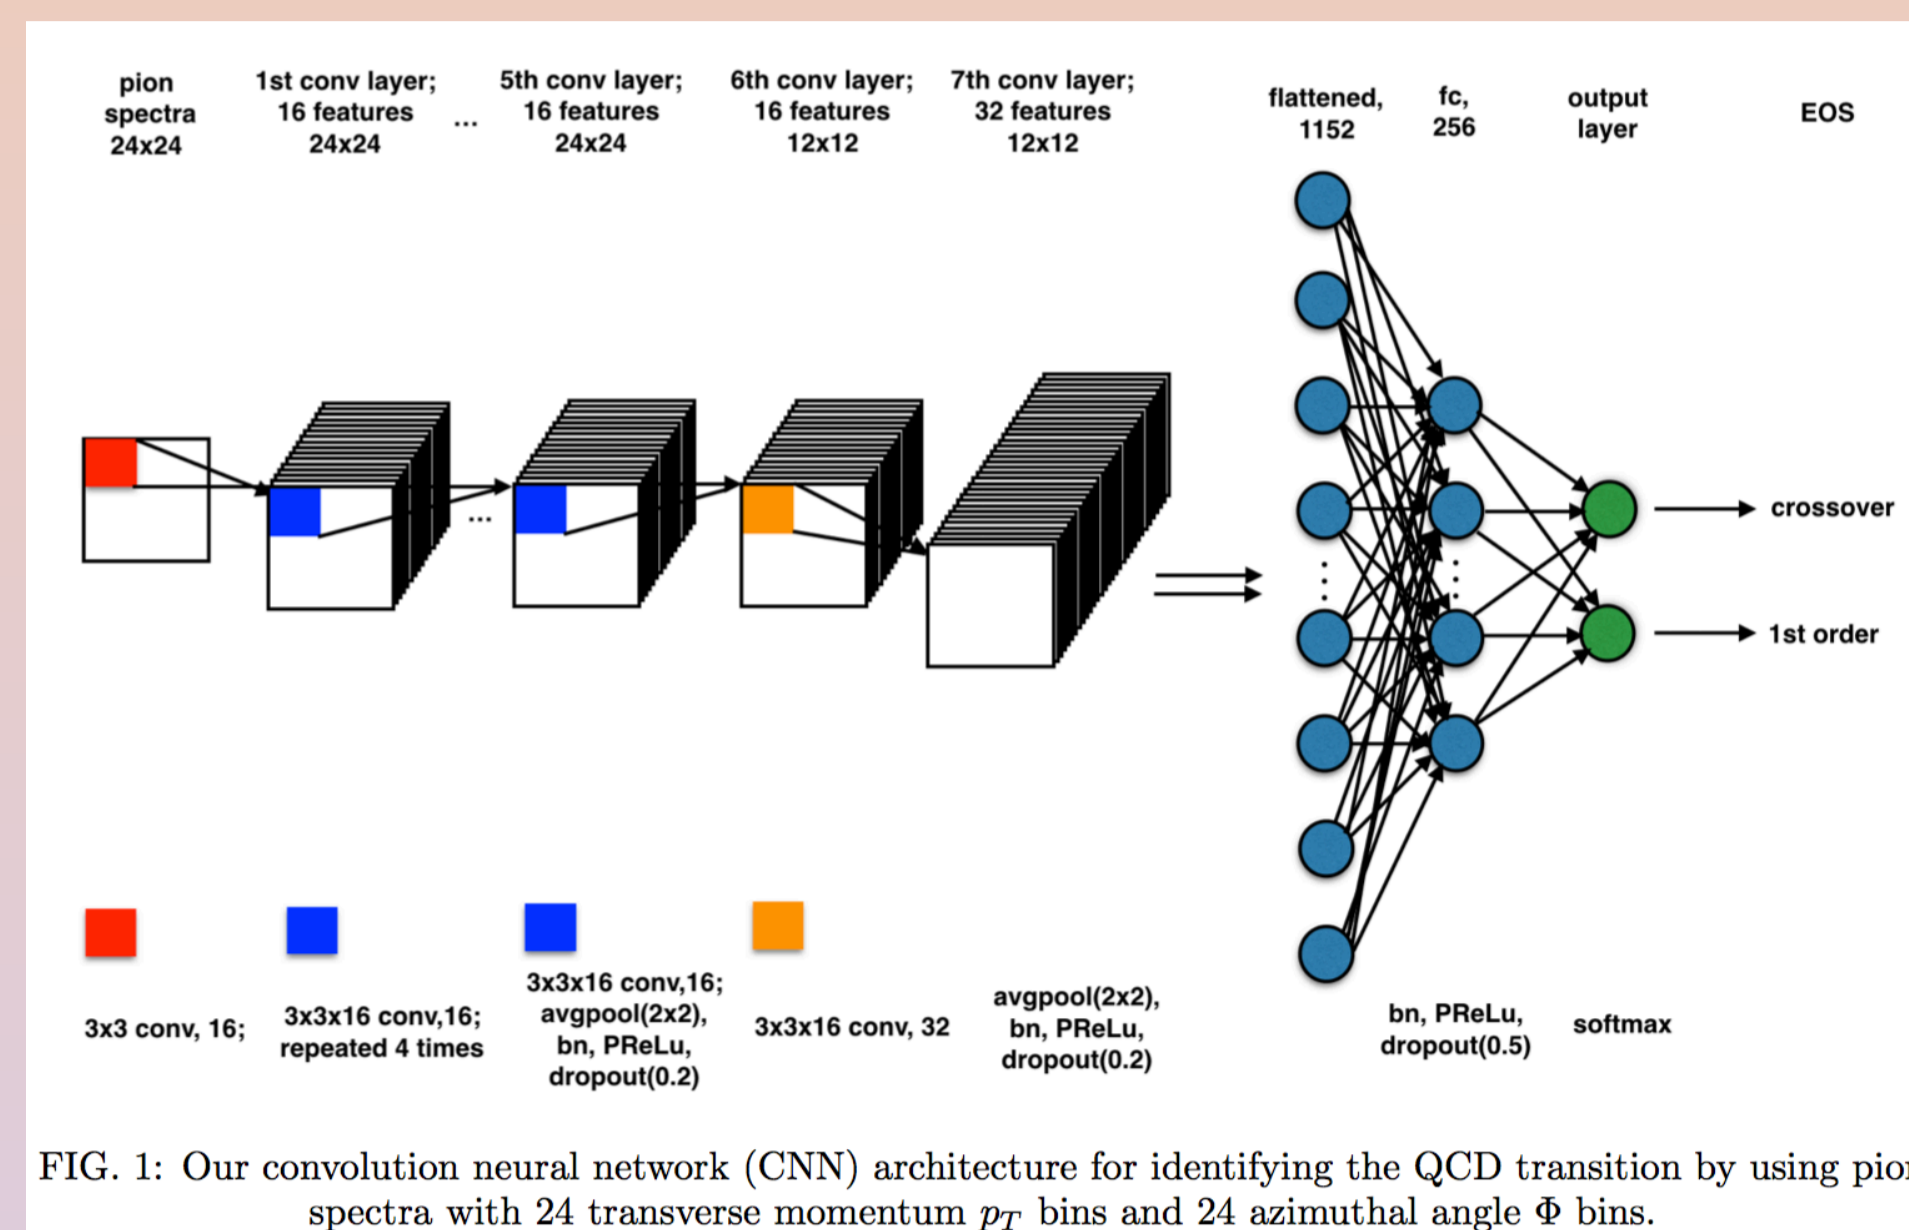 pion
spectra
24x24
1st conv layer;
16 features
24x24
...
5th conv layer;
16 features
24x24
6th conv layer;
16 features
12x12
7th conv layer;
32 features
12x12
flattened,
1152
fc,
256
output
layer
EOS
...
crossover
1st order
3x3 conv, 16;
3x3x16 conv,16;
repeated 4 times
3x3x16 conv,16;
avgpool(2x2),
bn, PReLu,
dropout(0.2)
3x3x16 conv, 32
avgpool(2x2),
bn, PReLu,
dropout(0.2)
bn, PReLu,
dropout(0.5)
softmax
FIG. 1: Our convolution neural network (CNN) architecture for identifying the QCD transition by using
spectra with 24 transverse momentum p_T bins and 24 azimuthal angle Φ bins.